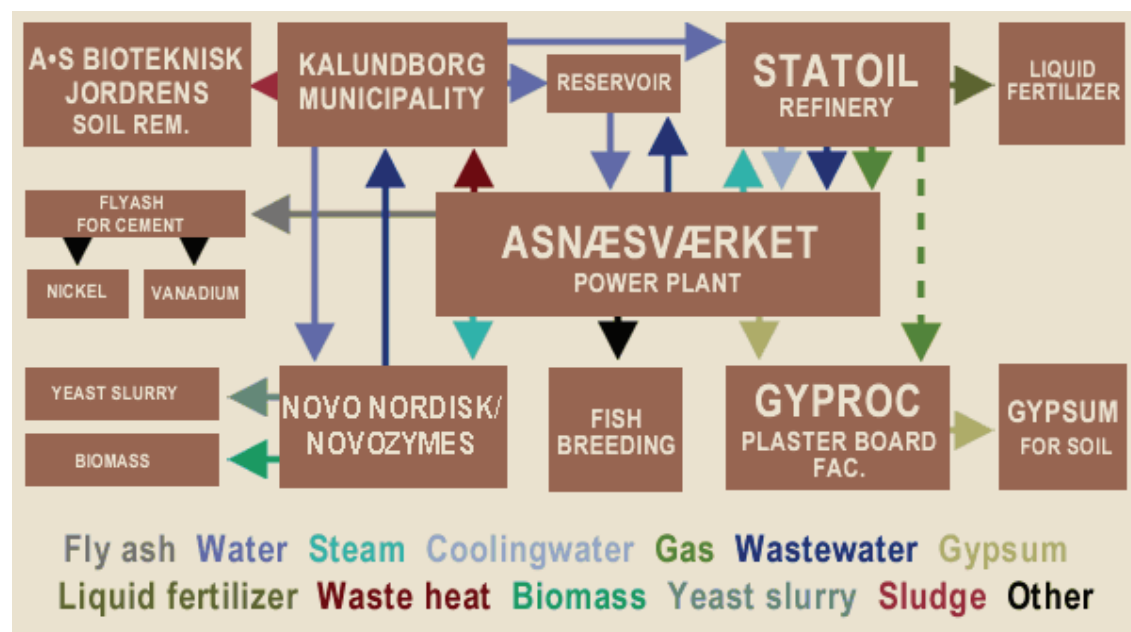 A•S BIOTEKNISK
JORDRENS
SOIL REM.
KALUNDBORG
MUNICIPALITY
RESERVOIR
STATOIL
REFINERY
LIQUID
FERTILIZER
FLYASH
FOR CEMENT
NICKEL
VANADIUM
ASNÆSVÆRKET
POWER PLANT
YEAST SLURRY
BIOMASS
NOVO NORDISK/
NOVOZYMES
FISH
BREEDING
GYPROC
PLASTER BOARD
FAC.
GYPSUM
FOR SOIL
Fly ash Water Steam Coolingwater Gas Wastewater Gypsum
Liquid fertilizer Waste heat Biomass Yeast slurry Sludge Other